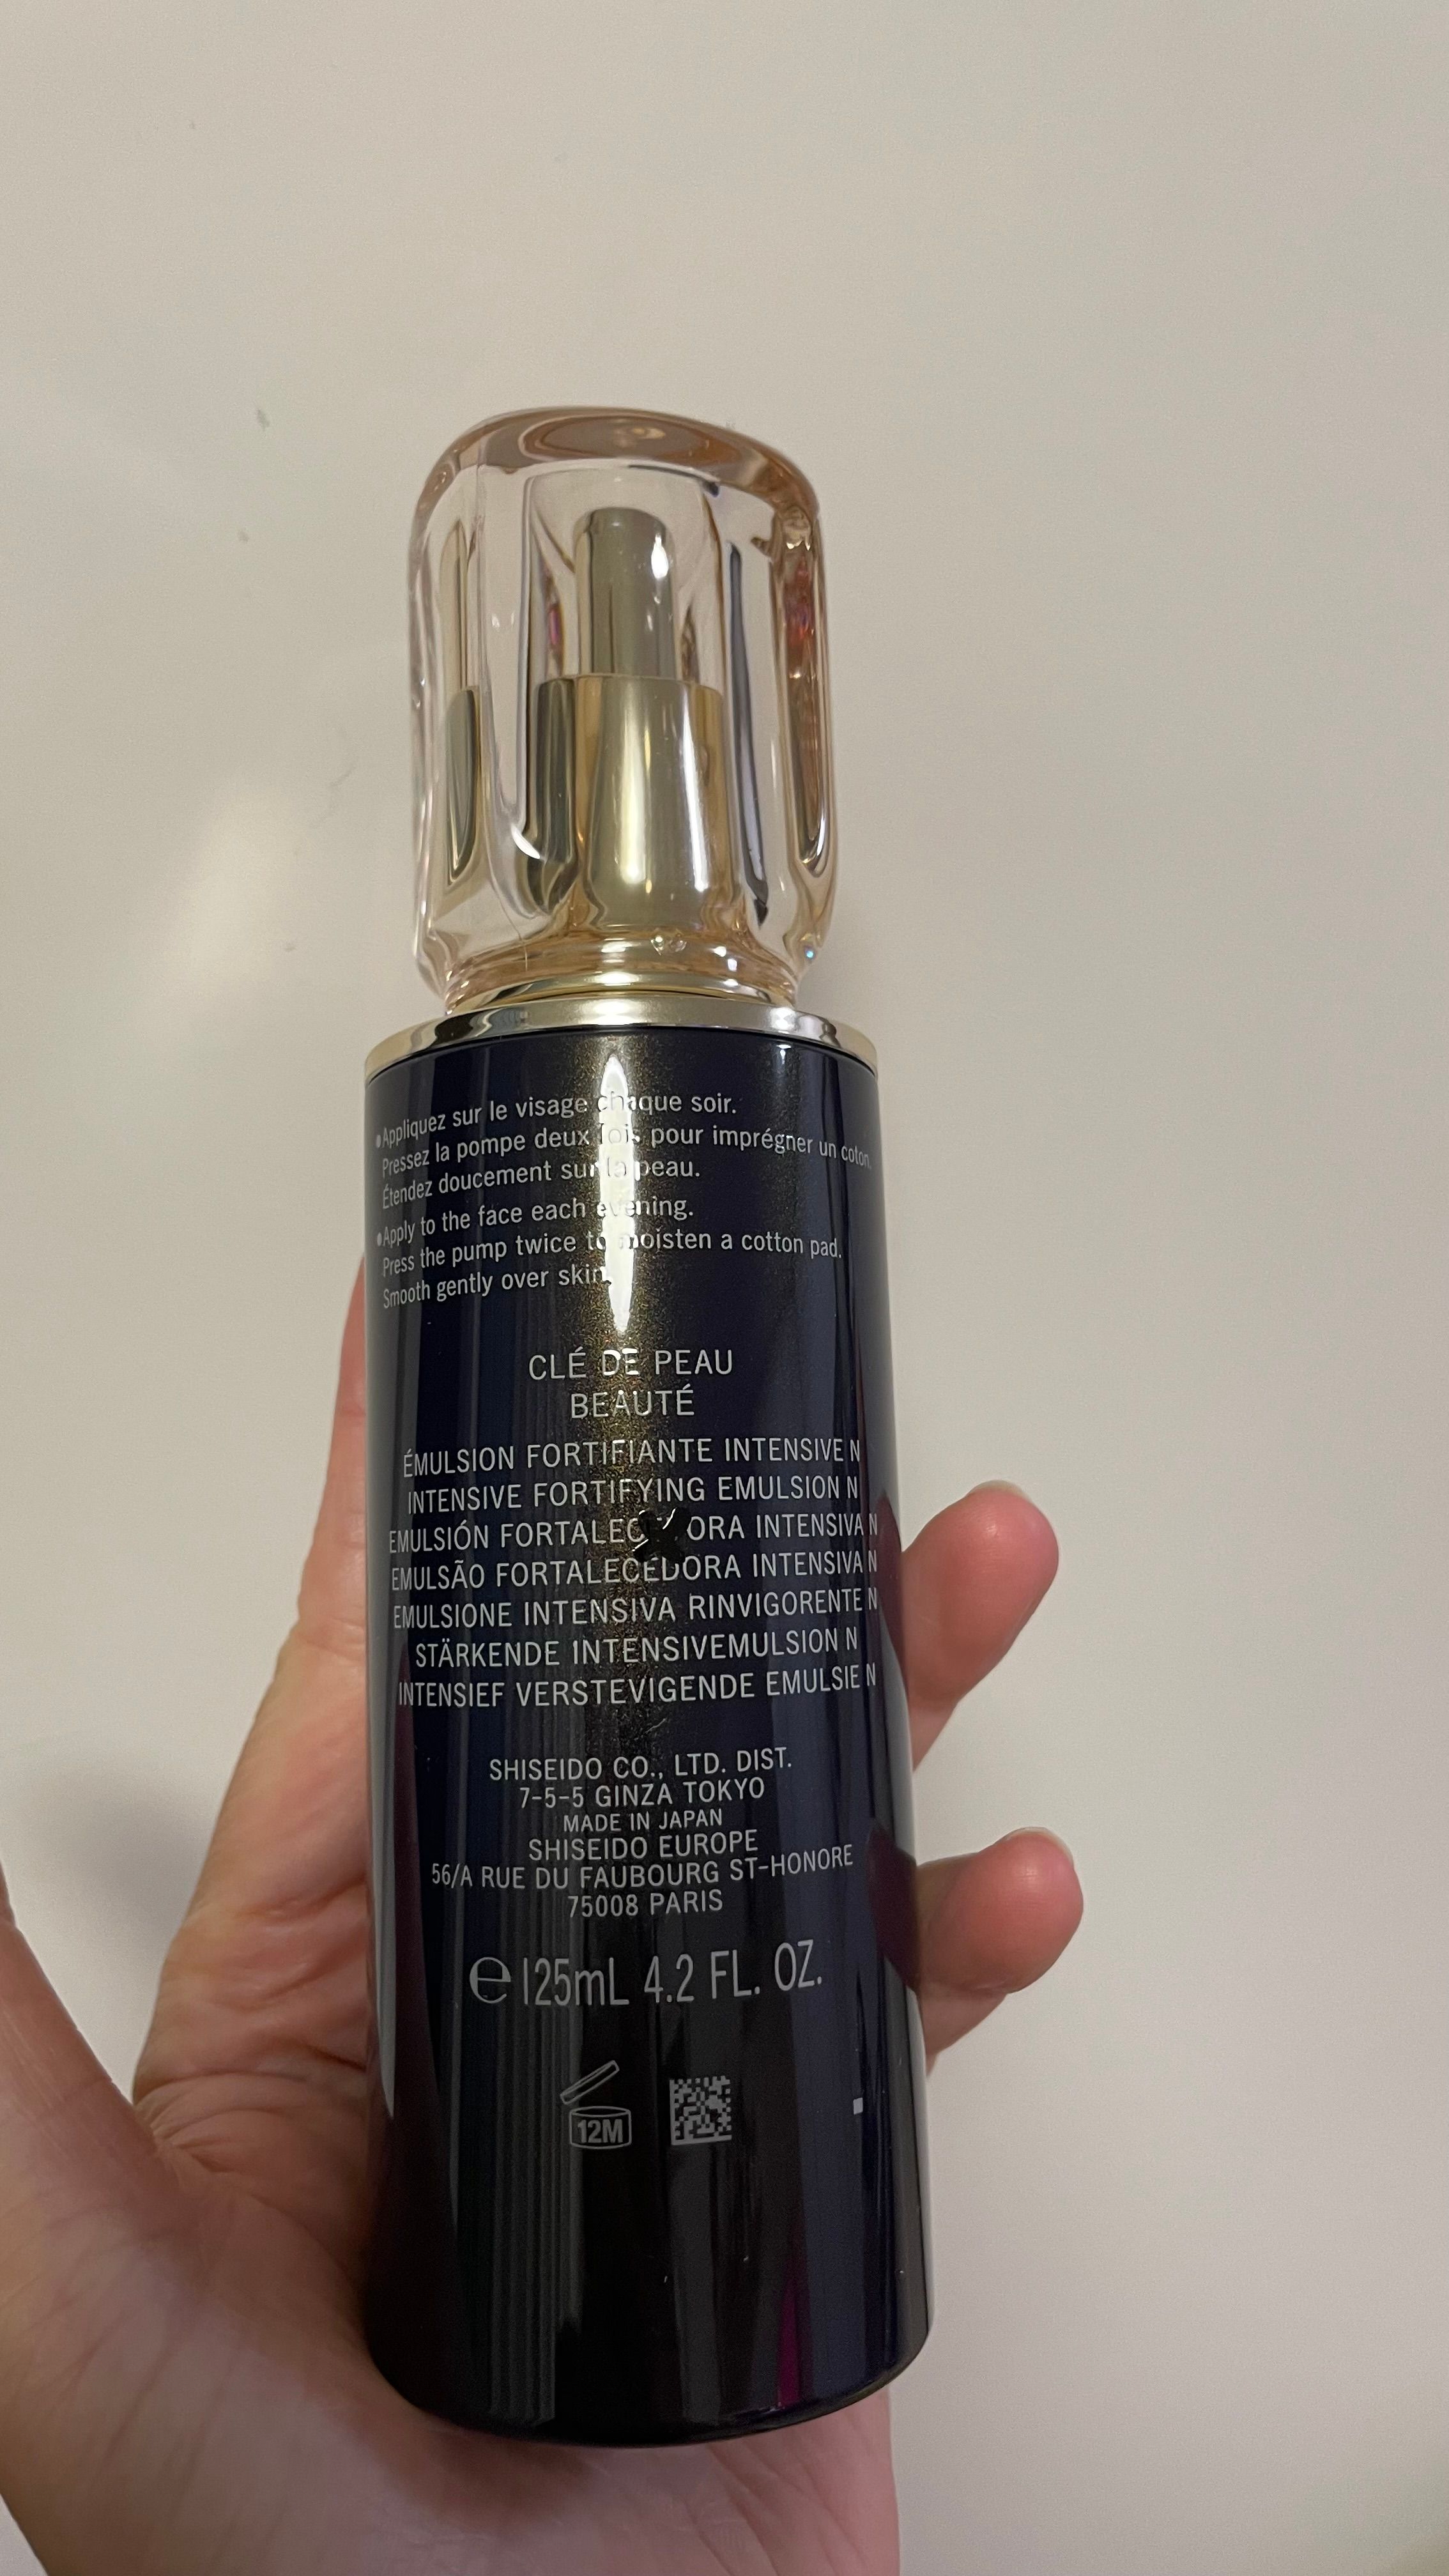 •Appliquez sur le visage chaque soir.
Pressez la pompe deux fois pour imprégner un coton.
Étendez doucement sur la peau.
•Apply to the face each evening.
Press the pump twice to moisten a cotton pad.
Smooth gently over skin.
CLÉ DE PEAU
BEAUTÉ
ÉMULSION FORTIFIANTE INTENSIVE N
INTENSIVE FORTIFYING EMULSION N
EMULSIÓN FORTALECEDORA INTENSIVA N
EMULSÃO FORTALECEDORA INTENSIVA N
EMULSIONE INTENSIVA RINVIGORENTE N
STÄRKENDE INTENSIVEMULSION N
INTENSIEF VERSTEVIGENDE EMULSIE N
SHISEIDO CO., LTD. DIST.
7-5-5 GINZA TOKYO
MADE IN JAPAN
SHISEIDO EUROPE
56/A RUE DU FAUBOURG ST-HONORE
75008 PARIS
℮125mL 4.2 FL. OZ.
12M